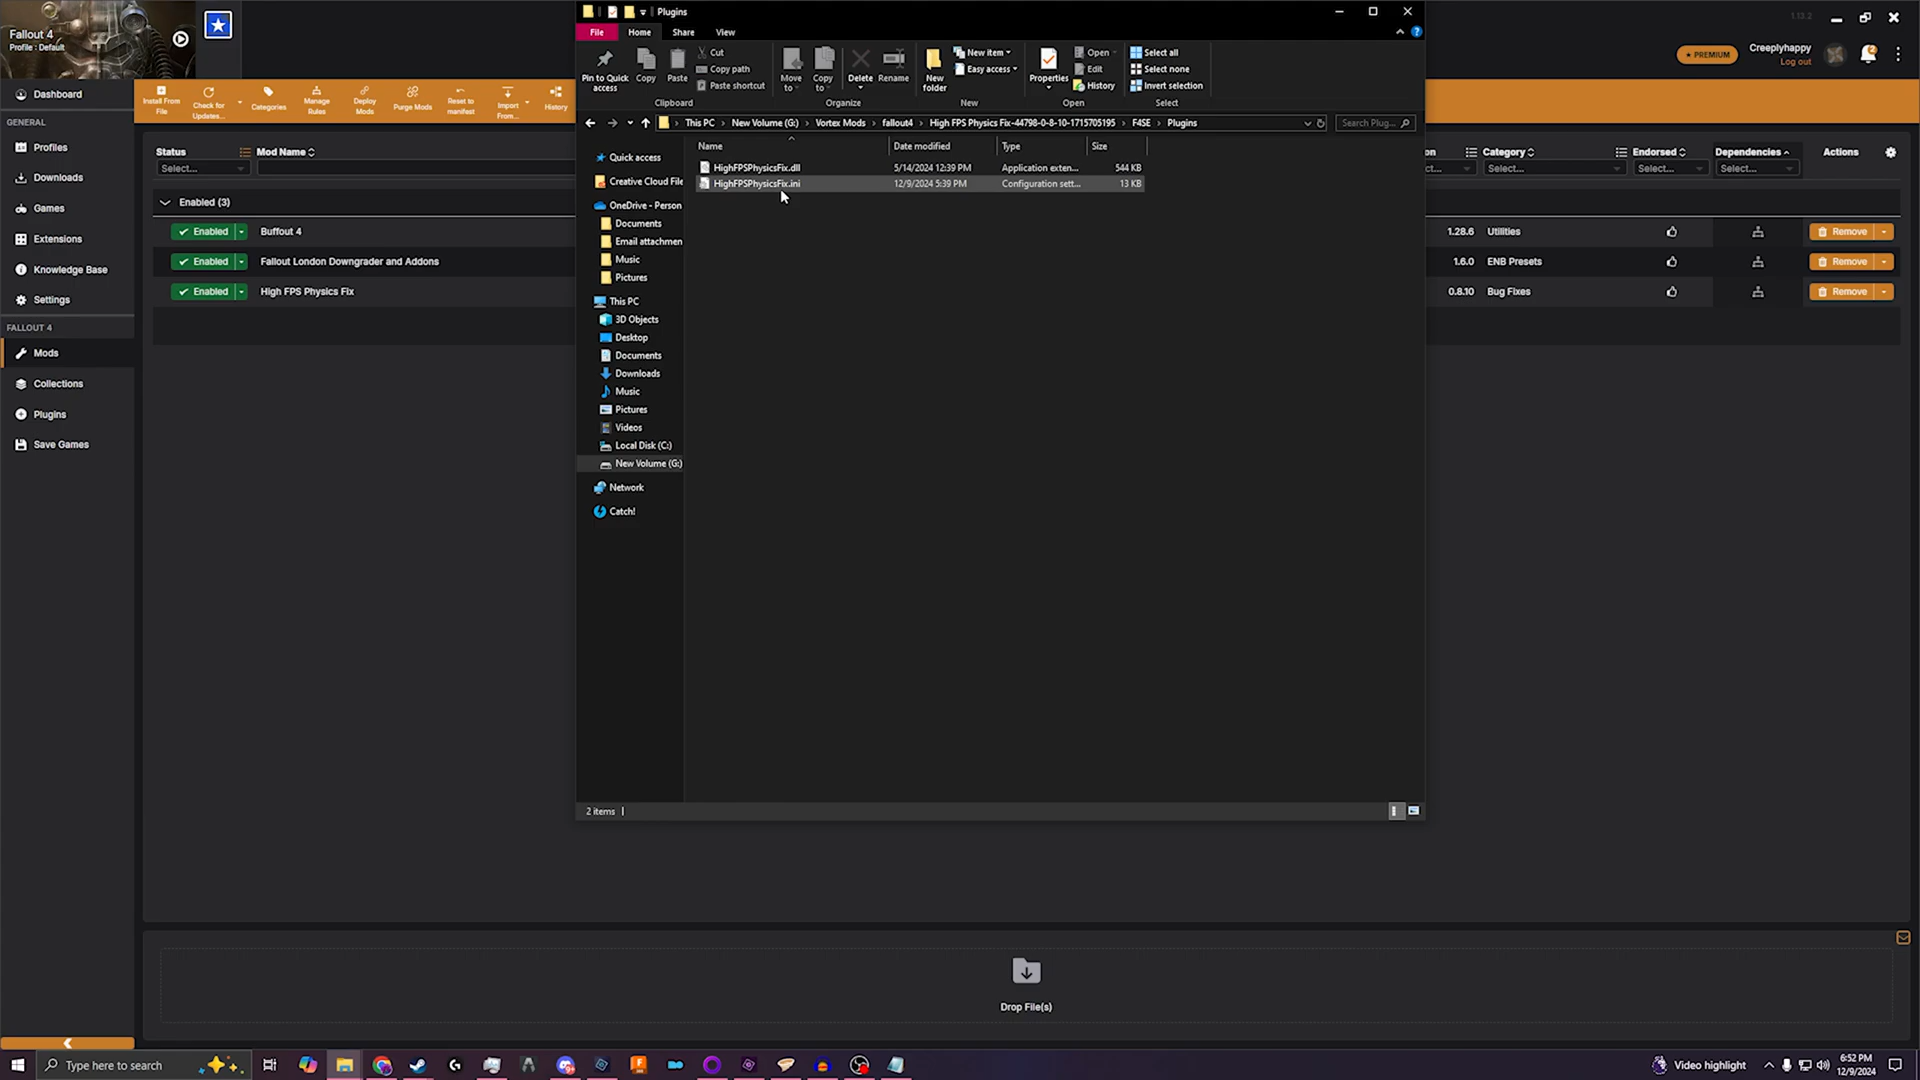 Fallout 4
Profile : Default
Plugins
1.13.2
PREMIUM
Creeplyhappy
Log out
2
File
Home
Share
View
Pin to Quick access
Copy
Paste
Cut
Copy path
Paste shortcut
Clipboard
Move to
Copy to
Delete
Rename
Organize
New folder
New item
Easy access
New
Properties
Open
Edit
History
Open
Select all
Select none
Invert selection
Select
Dashboard
GENERAL
Profiles
Downloads
Games
Extensions
Knowledge Base
Settings
FALLOUT 4
Mods
Collections
Plugins
Save Games
Install From File
Check for Updates...
Categories
Manage Rules
Deploy Mods
Purge Mods
Reset to manifest
Import From...
History
This PC
New Volume (G:)
Vortex Mods
fallout4
High FPS Physics Fix-44798-0-8-10-1715705195
F4SE
Plugins
Search Plug...
Status
Mod Name
Select...
Enabled (3)
Enabled
Buffout 4
Enabled
Fallout London Downgrader and Addons
Enabled
High FPS Physics Fix
Name
Date modified
Type
Size
HighFPSPhysicsFix.dll
5/14/2024 12:39 PM
Application exten...
544 KB
HighFPSPhysicsFix.ini
12/9/2024 5:39 PM
Configuration sett...
13 KB
Quick access
Creative Cloud File
OneDrive - Person
Documents
Email attachmen
Music
Pictures
This PC
3D Objects
Desktop
Documents
Downloads
Music
Pictures
Videos
Local Disk (C:)
New Volume (G:)
Network
Catch!
2 items
on
Category
Endorsed
Dependencies
Actions
ct...
Select...
Select...
Select...
1.28.6
Utilities
Remove
1.6.0
ENB Presets
Remove
0.8.10
Bug Fixes
Remove
Drop File(s)
Type here to search
Video highlight
6:52 PM
12/9/2024